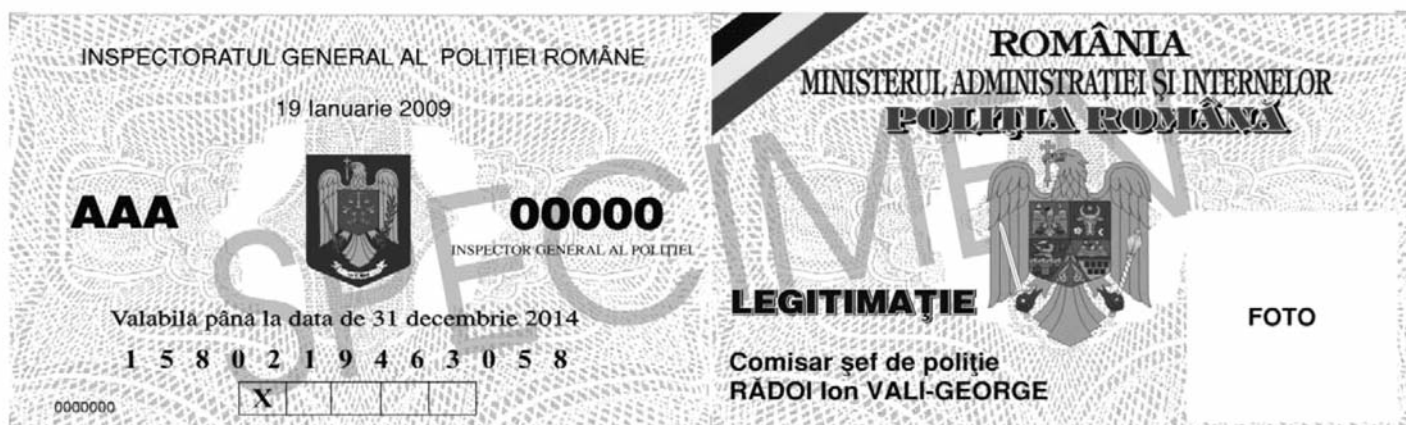 INSPECTORATUL GENERAL AL POLIȚIEI ROMÂNE
19 Ianuarie 2009
AAA
00000
INSPECTOR GENERAL AL POLIȚIEI
Valabilă până la data de 31 decembrie 2014
1 5 8 0 2 1 9 4 6 3 0 5 8
X
0000000
ROMÂNIA
MINISTERUL ADMINISTRAȚIEI ȘI INTERNELOR
POLIȚIA ROMÂNĂ
LEGITIMAȚIE
FOTO
Comisar șef de poliție
RĂDOI Ion VALI-GEORGE
SPECIMEN